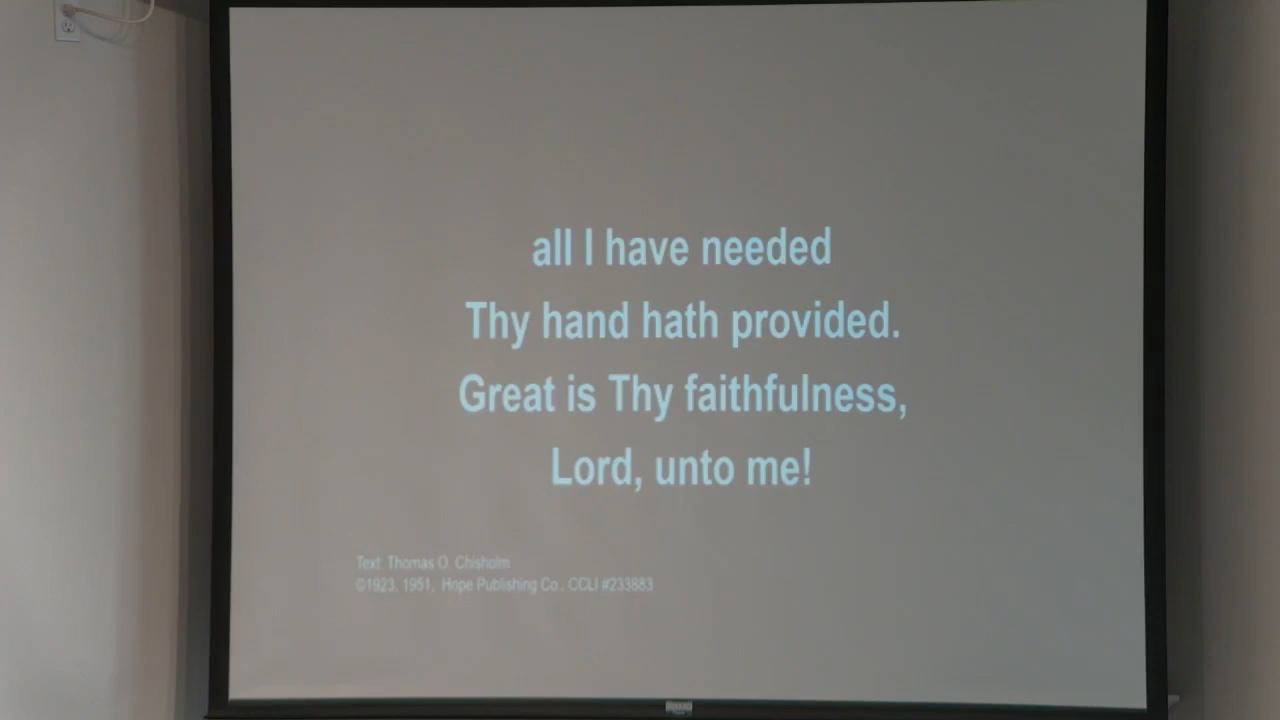 all I have needed
Thy hand hath provided.
Great is Thy faithfulness,
Lord, unto me!
Text Thomas O. Chisholm
©1923, 1951, Hope Publishing Co., CCLI #233883